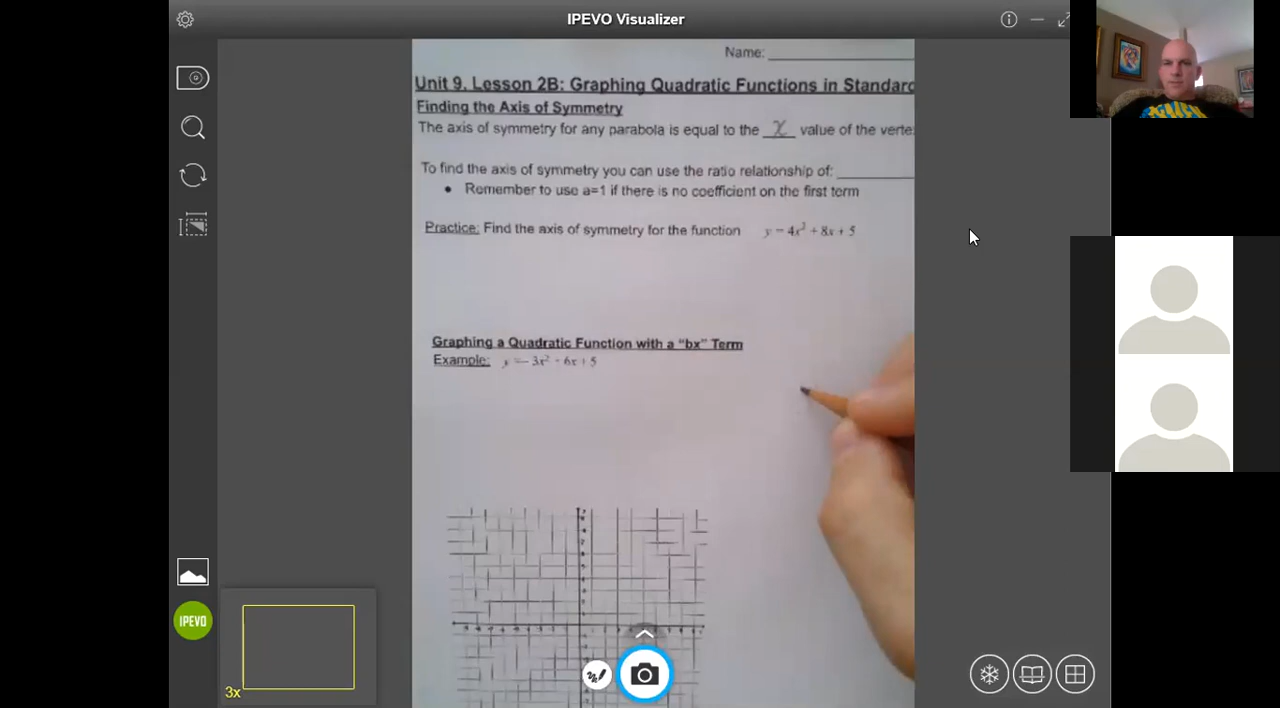 IPEVO Visualizer
Name:
Unit 9, Lesson 2B: Graphing Quadratic Functions in Standard
Finding the Axis of Symmetry
The axis of symmetry for any parabola is equal to the x value of the verte
To find the axis of symmetry you can use the ratio relationship of:
• Remember to use a=1 if there is no coefficient on the first term
Practice: Find the axis of symmetry for the function y = 4x² + 8x + 5
Graphing a Quadratic Function with a "bx" Term
Example: y = -3x² - 6x + 5
IPEVO
3x